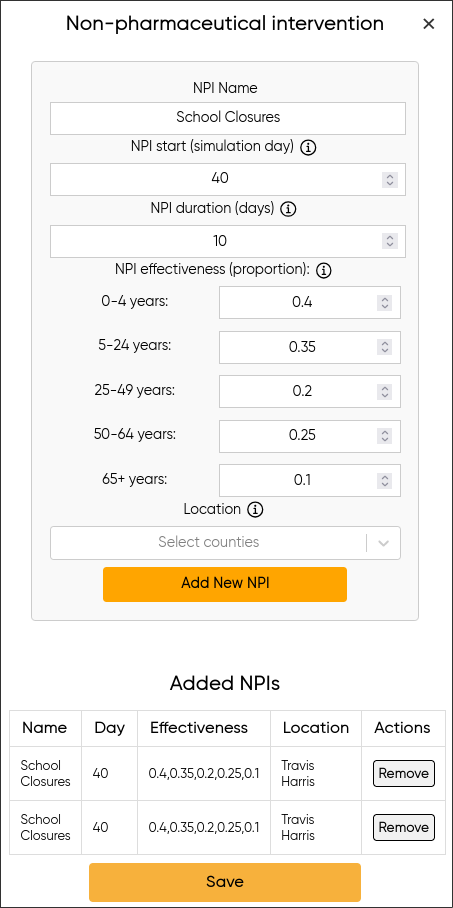 Non-pharmaceutical intervention ×
NPI Name
School Closures
NPI start (simulation day)
40
NPI duration (days)
10
NPI effectiveness (proportion):
0-4 years: 0.4
5-24 years: 0.35
25-49 years: 0.2
50-64 years: 0.25
65+ years: 0.1
Location
Select counties
Add New NPI
Added NPIs
Name Day Effectiveness Location Actions
School Closures 40 0.4,0.35,0.2,0.25,0.1 Travis Harris Remove
School Closures 40 0.4,0.35,0.2,0.25,0.1 Travis Harris Remove
Save